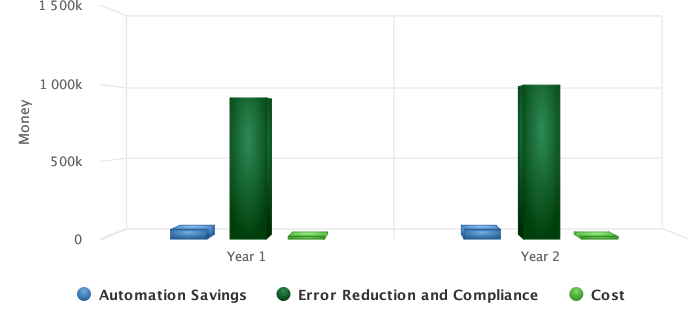 1 500k
1 000k
500k
0
Money
Year 1
Year 2
Automation Savings
Error Reduction and Compliance
Cost